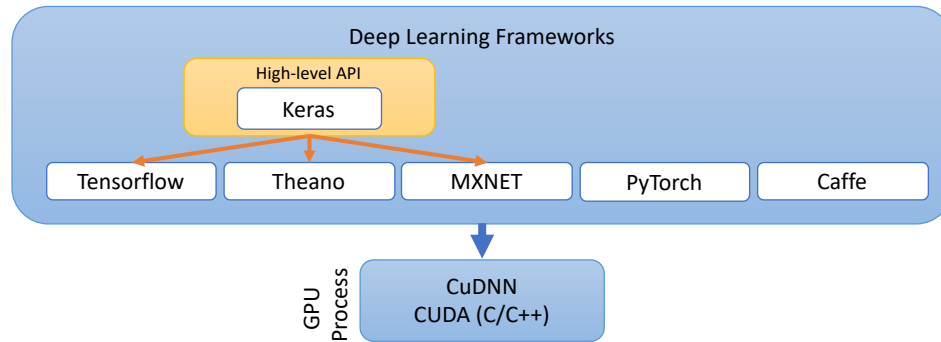 Deep Learning Frameworks
High-level API
Keras
Tensorflow
Theano
MXNET
PyTorch
Caffe
GPU
Process
CuDNN
CUDA (C/C++)